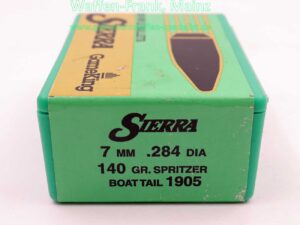 Waffen-Frank, Mainz
SIERRA
GameKing
SIERRA
7 MM .284 DIA
140 GR. SPRITZER
BOAT TAIL 1905